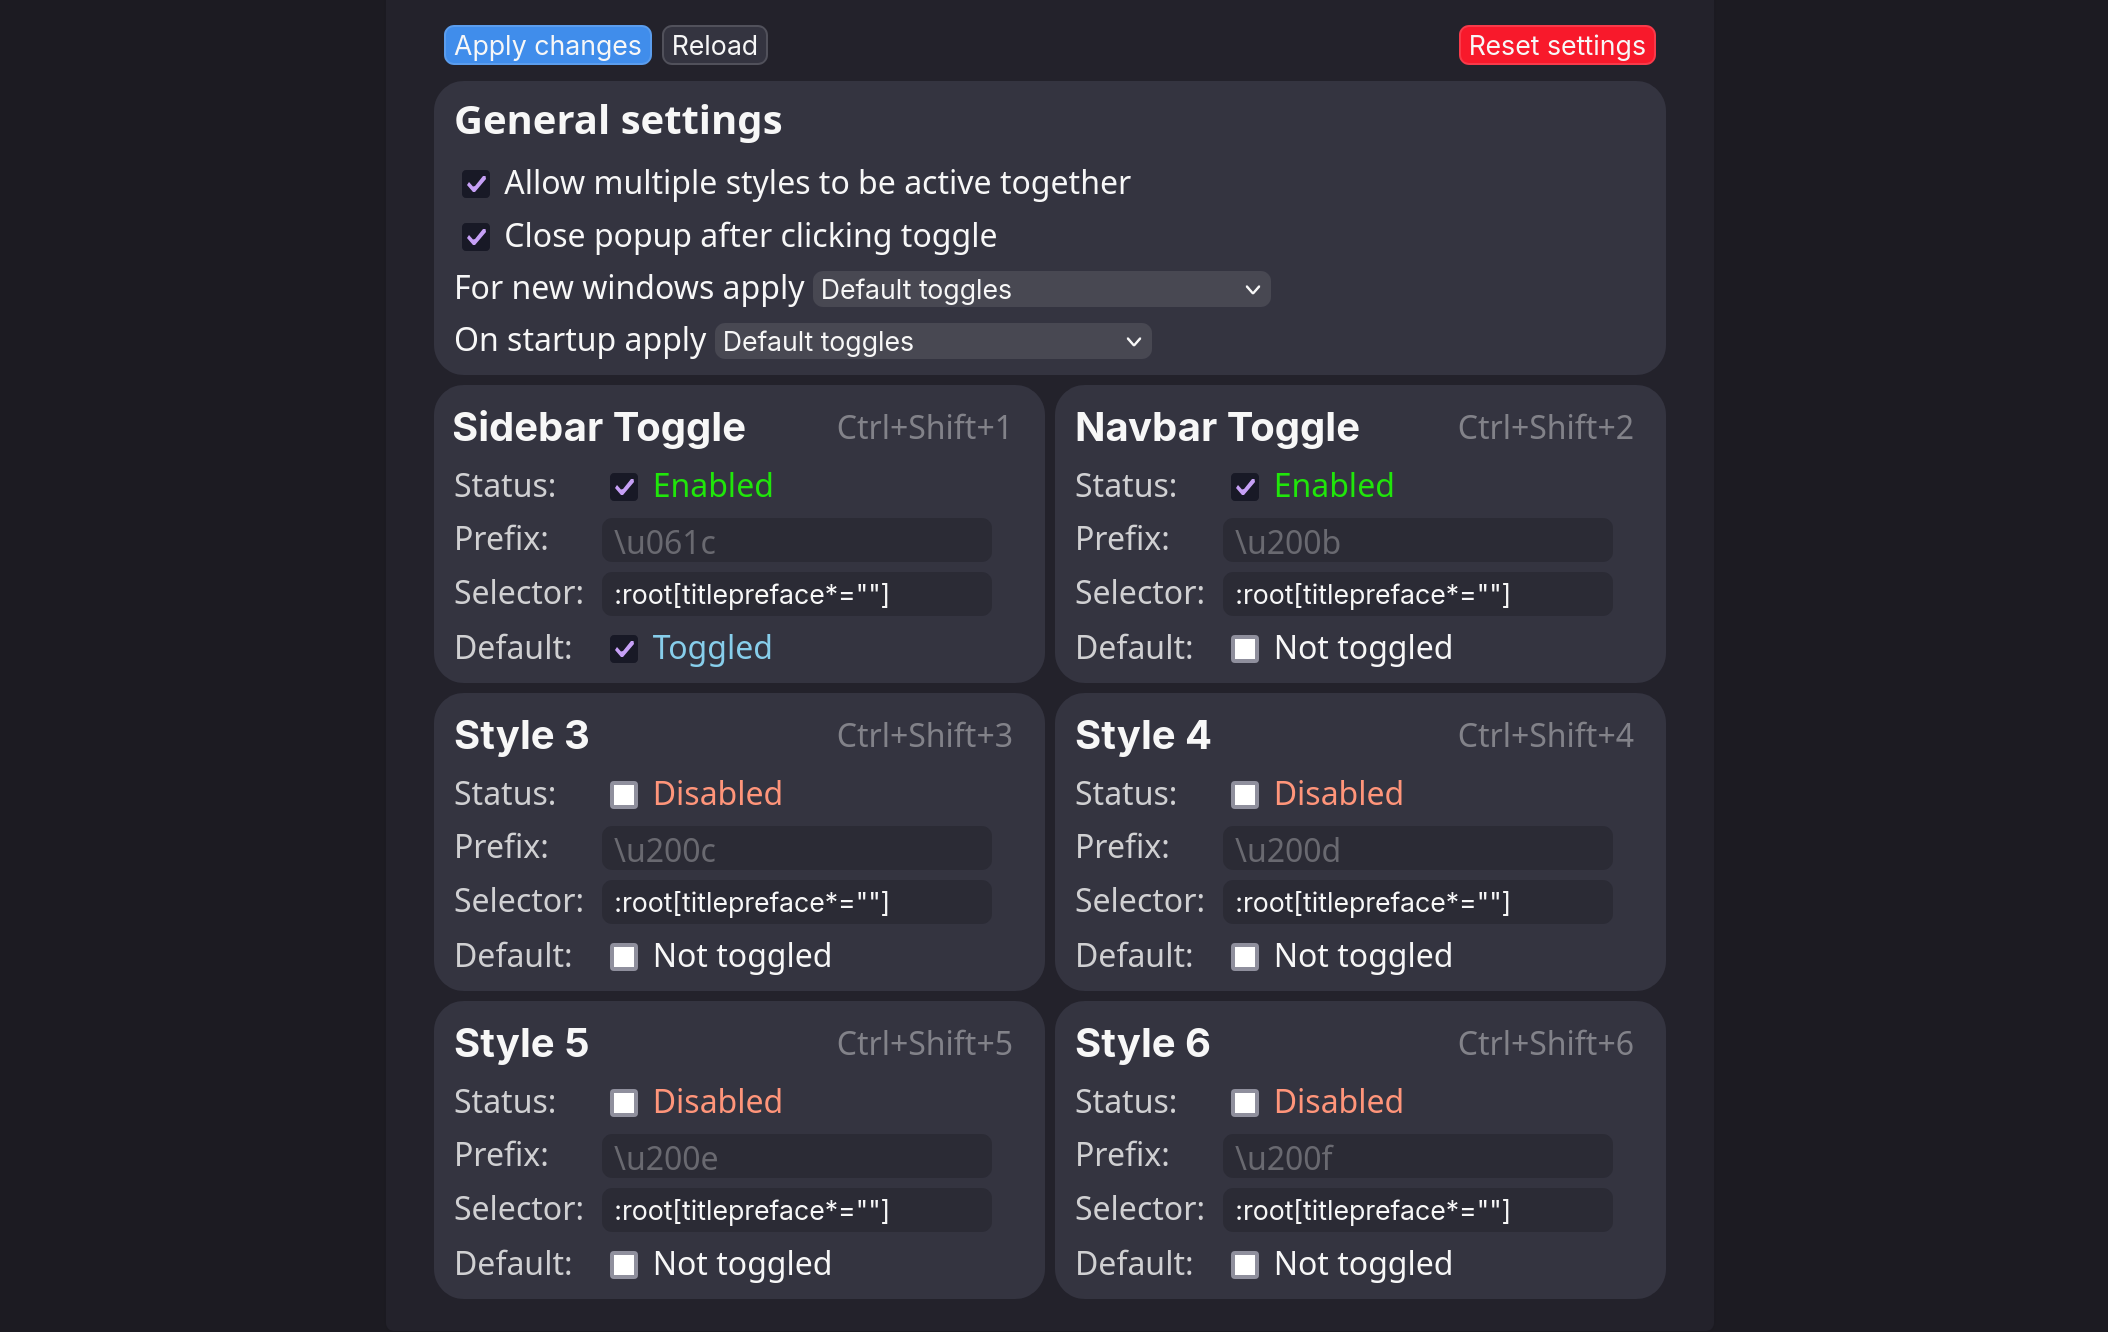 Apply changes Reload Reset settings
General settings
Allow multiple styles to be active together
Close popup after clicking toggle
For new windows apply Default toggles
On startup apply Default toggles
Sidebar Toggle Ctrl+Shift+1
Status: Enabled
Prefix: \u061c
Selector: :root[titlepreface*=""]
Default: Toggled
Navbar Toggle Ctrl+Shift+2
Status: Enabled
Prefix: \u200b
Selector: :root[titlepreface*=""]
Default: Not toggled
Style 3 Ctrl+Shift+3
Status: Disabled
Prefix: \u200c
Selector: :root[titlepreface*=""]
Default: Not toggled
Style 4 Ctrl+Shift+4
Status: Disabled
Prefix: \u200d
Selector: :root[titlepreface*=""]
Default: Not toggled
Style 5 Ctrl+Shift+5
Status: Disabled
Prefix: \u200e
Selector: :root[titlepreface*=""]
Default: Not toggled
Style 6 Ctrl+Shift+6
Status: Disabled
Prefix: \u200f
Selector: :root[titlepreface*=""]
Default: Not toggled